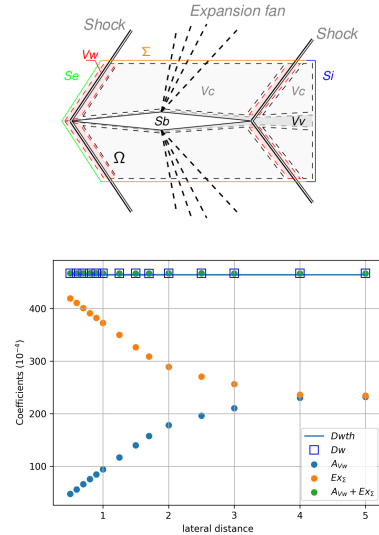 Expansion fan
Shock
Shock
Σ
Vw
Se
Vc
Vc
Si
Sb
Vv
Ω
Coefficients (10⁻⁴)
400
300
200
100
1
2
3
4
5
lateral distance
Dwth
Dw
A_Vw
Ex_Σ
A_Vw + Ex_Σ